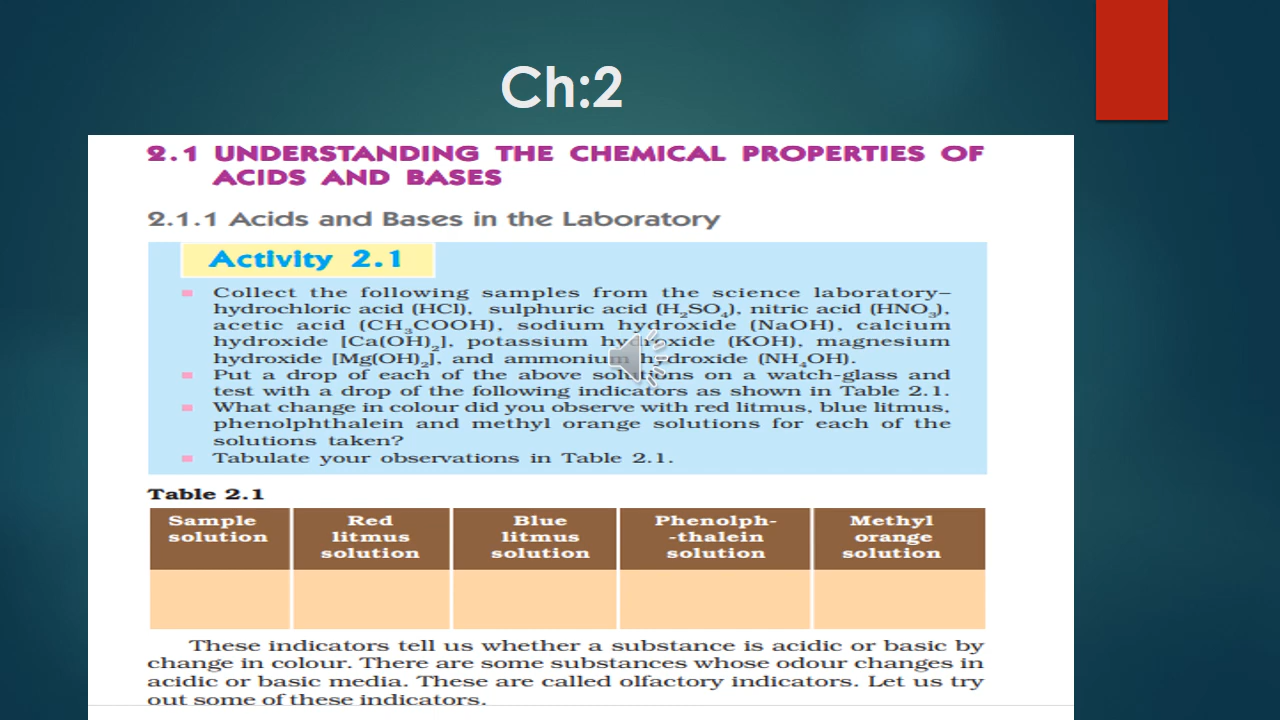 Ch:2
2.1 UNDERSTANDING THE CHEMICAL PROPERTIES OF
ACIDS AND BASES
2.1.1 Acids and Bases in the Laboratory
Activity 2.1
Collect the following samples from the science laboratory–
hydrochloric acid (HCl), sulphuric acid (H₂SO₄), nitric acid (HNO₃),
acetic acid (CH₃COOH), sodium hydroxide (NaOH), calcium
hydroxide [Ca(OH)₂], potassium hydroxide (KOH), magnesium
hydroxide [Mg(OH)₂], and ammonium hydroxide (NH₄OH).
Put a drop of each of the above solutions on a watch-glass and
test with a drop of the following indicators as shown in Table 2.1.
What change in colour did you observe with red litmus, blue litmus,
phenolphthalein and methyl orange solutions for each of the
solutions taken?
Tabulate your observations in Table 2.1.
Table 2.1
Sample Red Blue Phenolph- Methyl
solution litmus litmus -thalein orange
solution solution solution solution
These indicators tell us whether a substance is acidic or basic by
change in colour. There are some substances whose odour changes in
acidic or basic media. These are called olfactory indicators. Let us try
out some of these indicators.